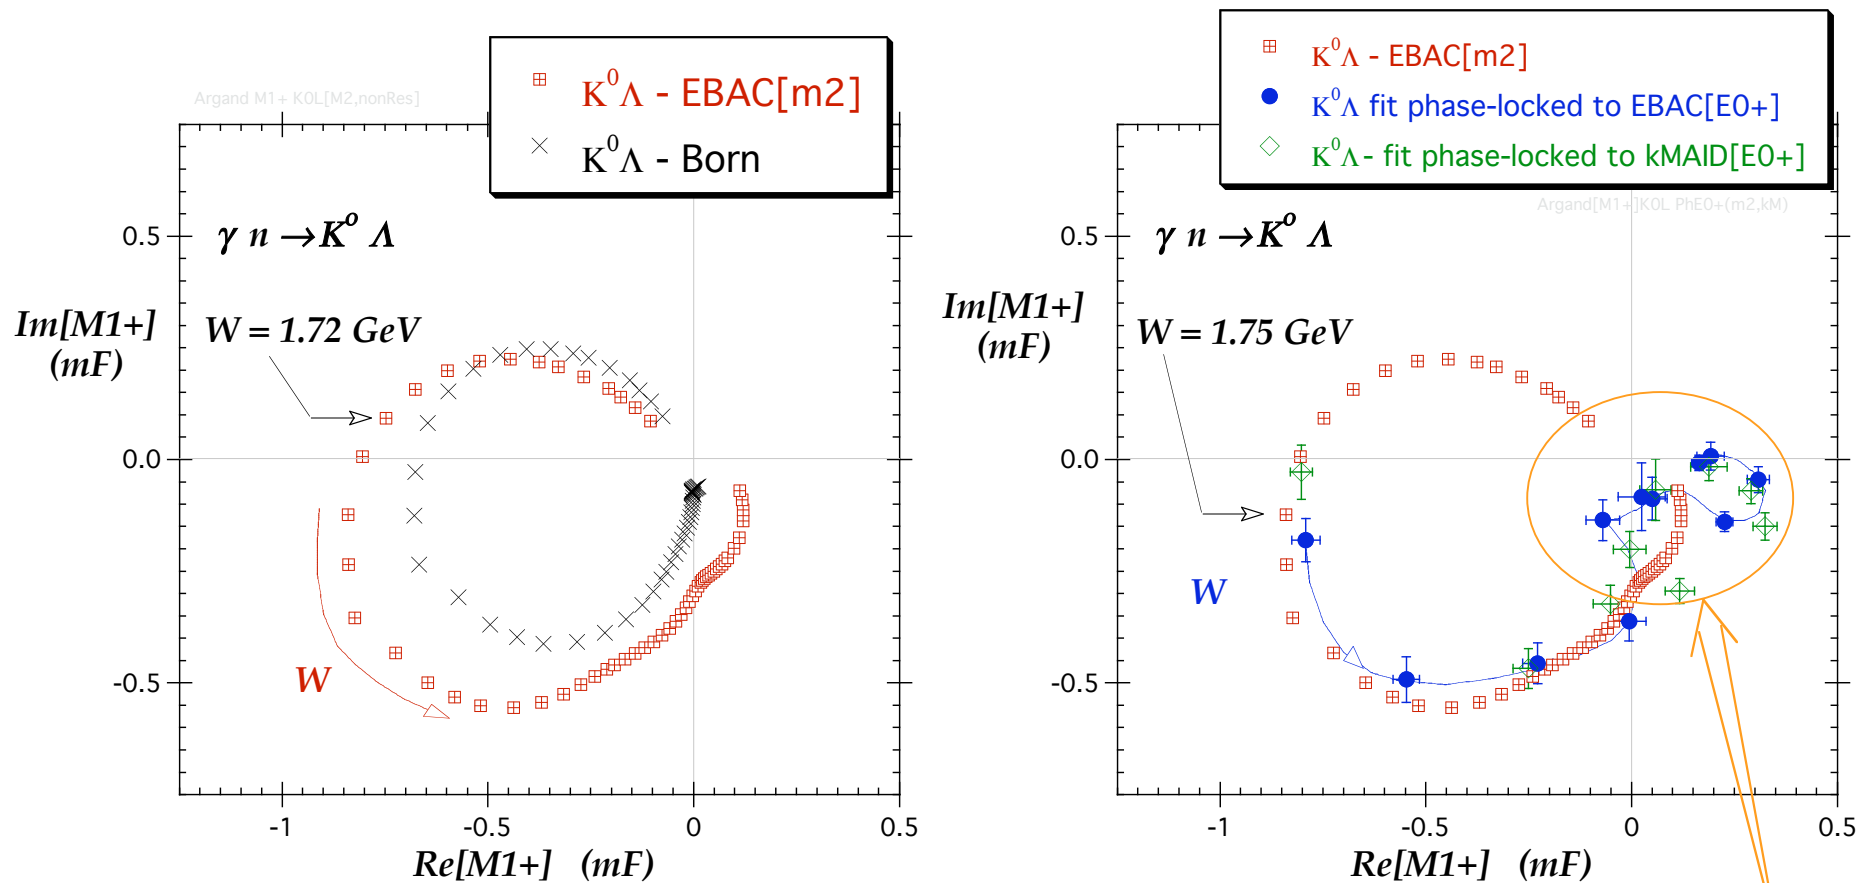 K⁰Λ - EBAC[m2]
K⁰Λ - Born
Argand M1+ K0L[M2,nonRes]
γ n → K⁰ Λ
W = 1.72 GeV
Im[M1+]
(mF)
0.5
0.0
-0.5
W
-1
-0.5
0
0.5
Re[M1+] (mF)
K⁰Λ - EBAC[m2]
K⁰Λ fit phase-locked to EBAC[E0+]
K⁰Λ - fit phase-locked to kMAID[E0+]
Argand[M1+]K0L PhE0+(m2,kM)
γ n → K⁰ Λ
W = 1.75 GeV
Im[M1+]
(mF)
0.5
0.0
-0.5
W
-1
-0.5
0
0.5
Re[M1+] (mF)